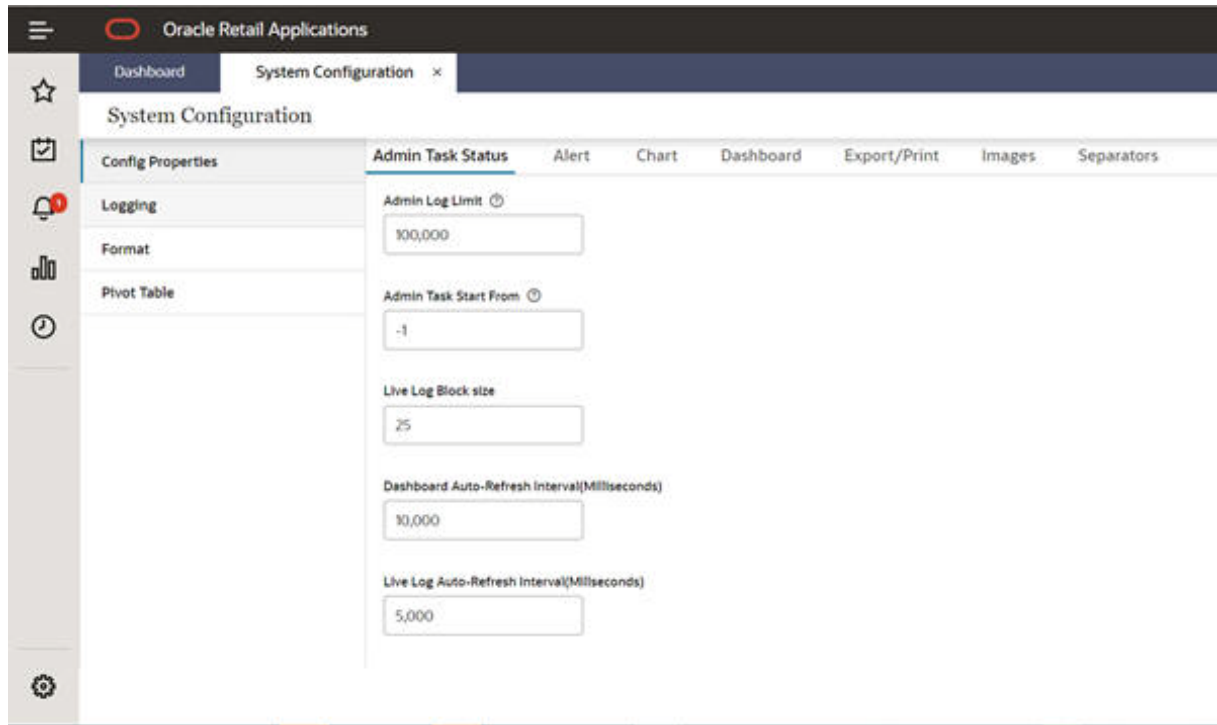 Oracle Retail Applications
Dashboard
System Configuration ×
System Configuration
Config Properties
Logging
Format
Pivot Table
Admin Task Status Alert Chart Dashboard Export/Print Images Separators
Admin Log Limit
100,000
Admin Task Start From
-1
Live Log Block size
25
Dashboard Auto-Refresh Interval(Milliseconds)
10,000
Live Log Auto-Refresh Interval(Milliseconds)
5,000